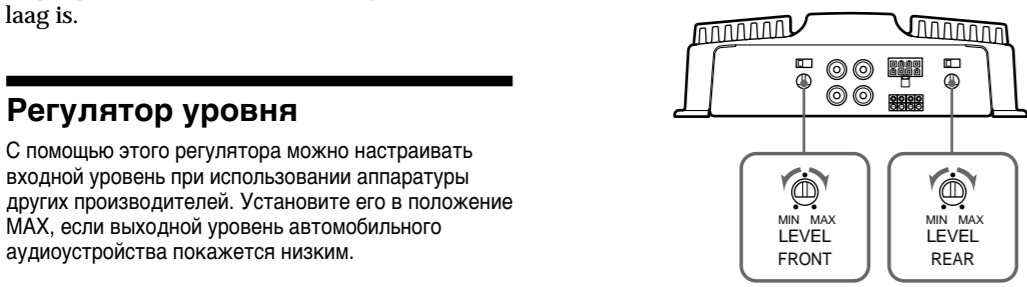 laag is.
Регулятор уровня
С помощью этого регулятора можно настраивать
входной уровень при использовании аппаратуры
других производителей. Установите его в положение
MAX, если выходной уровень автомобильного
аудиоустройства покажется низким.
MIN MAX
LEVEL
FRONT
MIN MAX
LEVEL
REAR